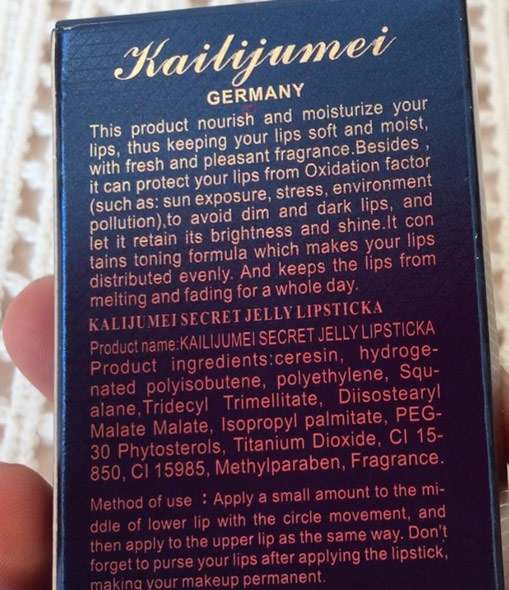 Kailijumei
GERMANY
This product nourish and moisturize your
lips, thus keeping your lips soft and moist,
with fresh and pleasant fragrance.Besides ,
it can protect your lips from Oxidation factor
(such as: sun exposure, stress, environment
pollution),to avoid dim and dark lips, and
let it retain its brightness and shine.It con
tains toning formula which makes your lips
distributed evenly. And keeps the lips from
melting and fading for a whole day.
KALIJUMEI SECRET JELLY LIPSTICKA
Product name:KAILIJUMEI SECRET JELLY LIPSTICKA
Product ingredients:ceresin, hydroge-
nated polyisobutene, polyethylene, Squ-
alane,Tridecyl Trimellitate, Diisostearyl
Malate Malate, Isopropyl palmitate, PEG-
30 Phytosterols, Titanium Dioxide, CI 15-
850, CI 15985, Methylparaben, Fragrance.
Method of use : Apply a small amount to the mi-
ddle of lower lip with the circle movement, and
then apply to the upper lip as the same way. Don't
forget to purse your lips after applying the lipstick,
making your makeup permanent.